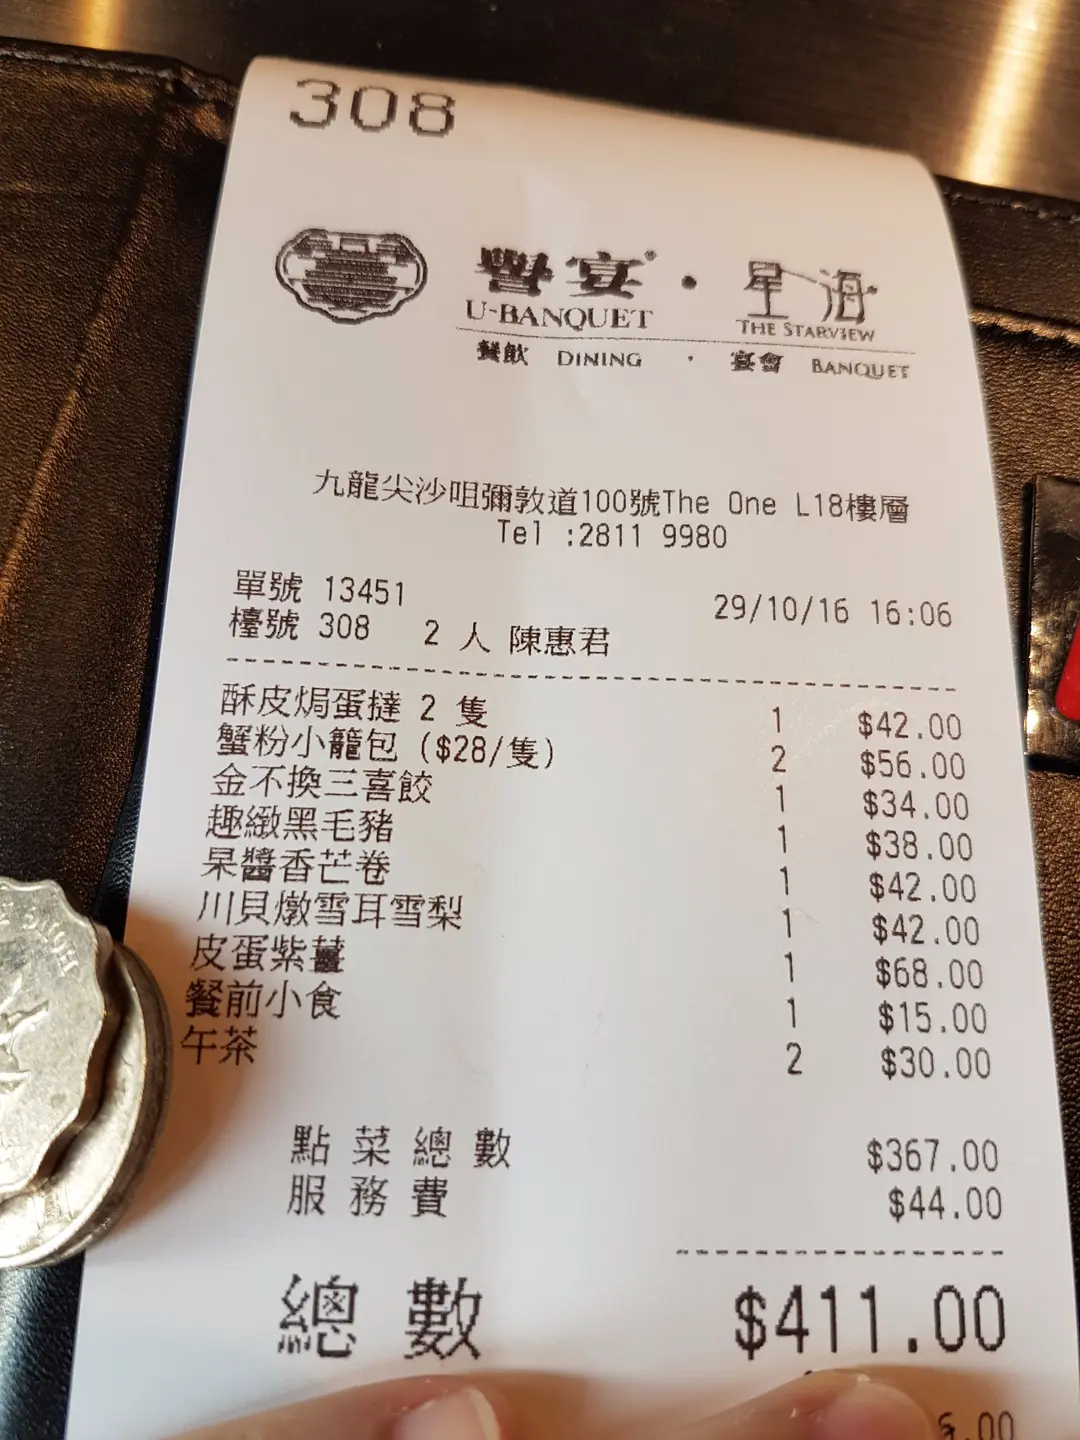 308
譽宴 · 星海
U-BANQUET THE STARVIEW
餐飲 DINING · 宴會 BANQUET
九龍尖沙咀彌敦道100號The One L18樓層
Tel :2811 9980
單號 13451 29/10/16 16:06
檯號 308 2 人 陳惠君
酥皮焗蛋撻 2 隻 1 $42.00
蟹粉小籠包 ($28/隻) 2 $56.00
金不換三喜餃 1 $34.00
趣緻黑毛豬 1 $38.00
杲醬香芒卷 1 $42.00
川貝燉雪耳雪梨 1 $42.00
皮蛋紫薑 1 $68.00
餐前小食 1 $15.00
午茶 2 $30.00
點菜總數 $367.00
服務費 $44.00
總數 $411.00
.00